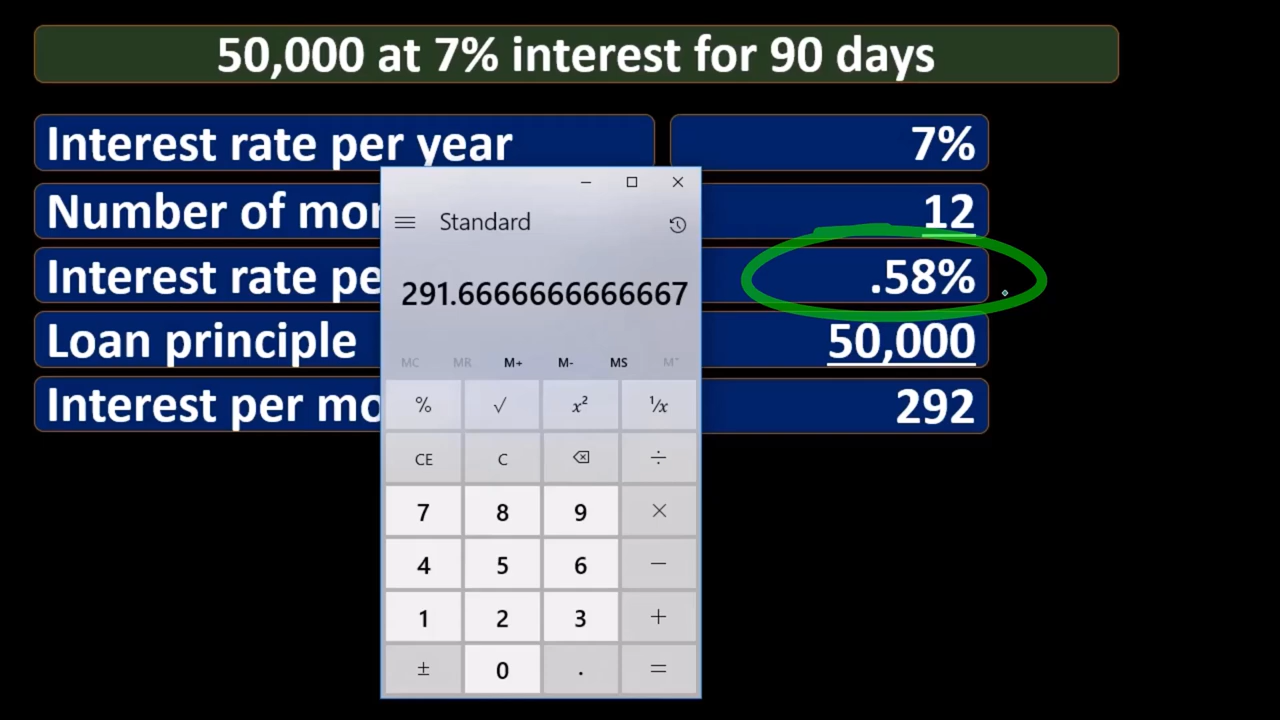 50,000 at 7% interest for 90 days
Interest rate per year 7%
Number of mo 12
Interest rate pe .58%
Loan principle 50,000
Interest per mo 292
Standard
291.6666666666667
MC MR M+ M- MS M˅
% √ x² ¹/x
CE C ⌫ ÷
7 8 9 ×
4 5 6 −
1 2 3 +
± 0 . =